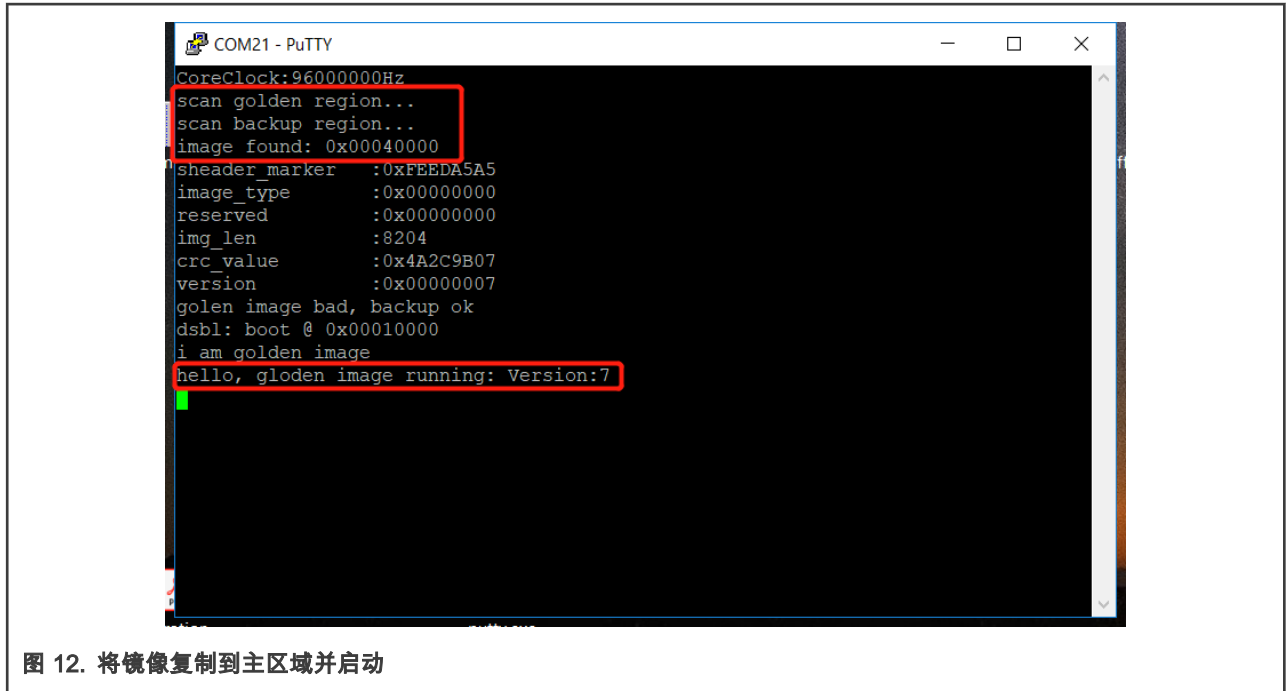 COM21 - PuTTY
CoreClock:96000000Hz
scan golden region...
scan backup region...
image found: 0x00040000
sheader_marker :0xFEEDA5A5
image_type :0x00000000
reserved :0x00000000
img_len :8204
crc_value :0x4A2C9B07
version :0x00000007
golen image bad, backup ok
dsbl: boot @ 0x00010000
i am golden image
hello, gloden image running: Version:7
图 12. 将镜像复制到主区域并启动